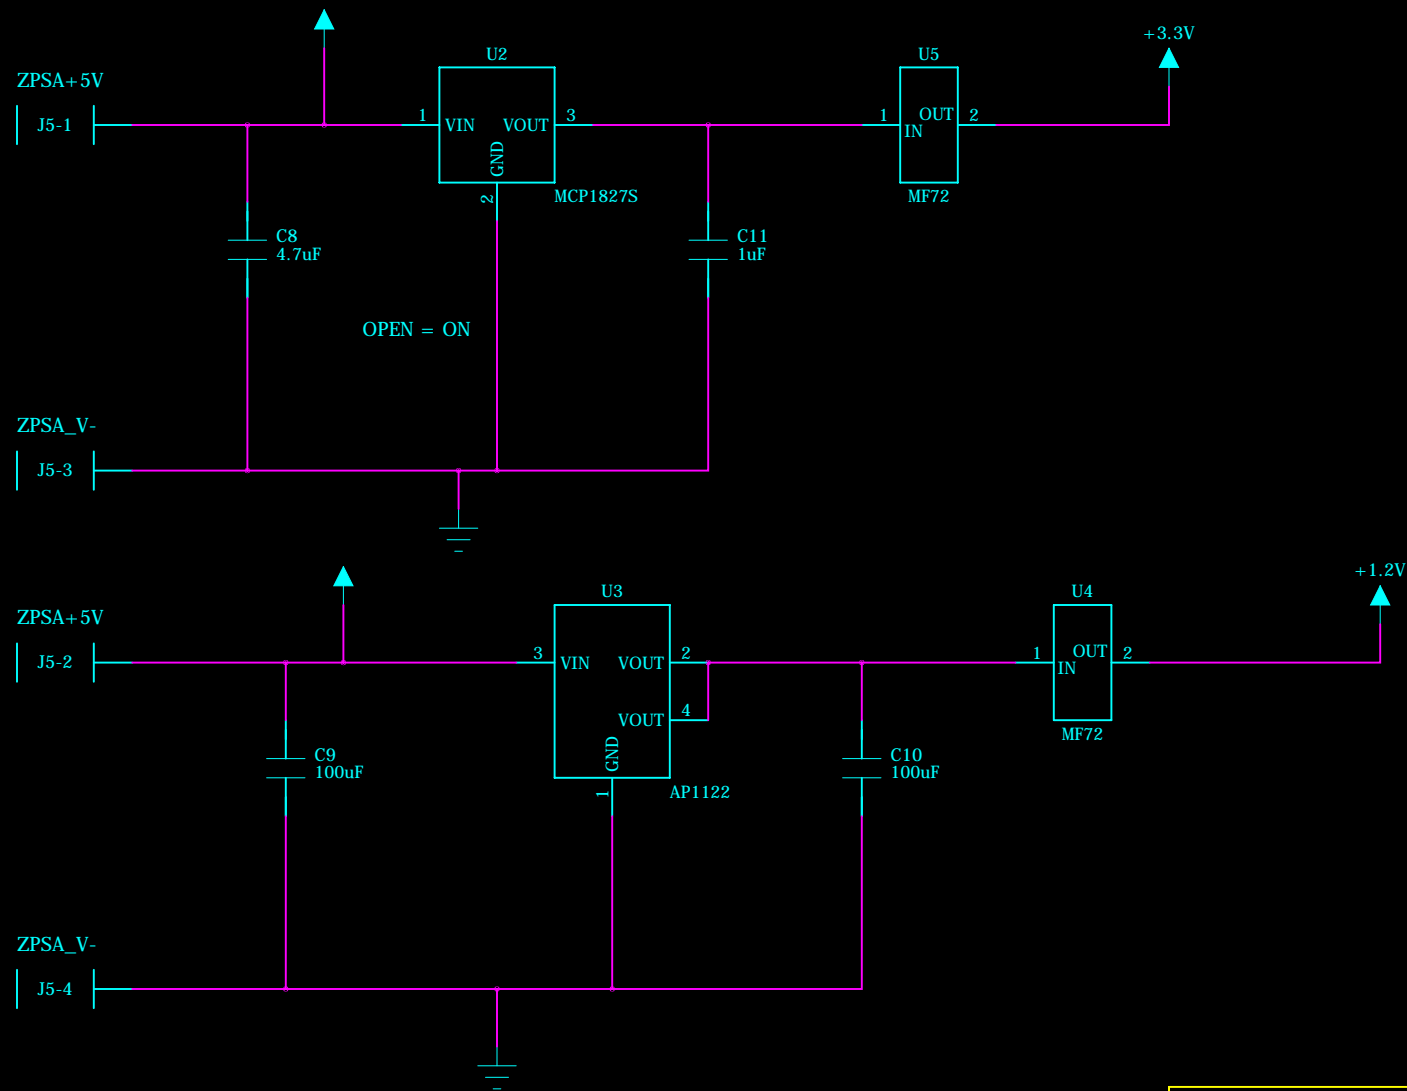 +3.3V
U2
U5
ZPSA+5V
J5-1
1
VIN
VOUT
3
GND
2
MCP1827S
1
IN
OUT
2
MF72
C8
4.7uF
C11
1uF
OPEN = ON
ZPSA_V-
J5-3
+1.2V
U3
U4
ZPSA+5V
J5-2
3
VIN
VOUT
2
VOUT
4
GND
1
AP1122
1
IN
OUT
2
MF72
C9
100uF
C10
100uF
ZPSA_V-
J5-4